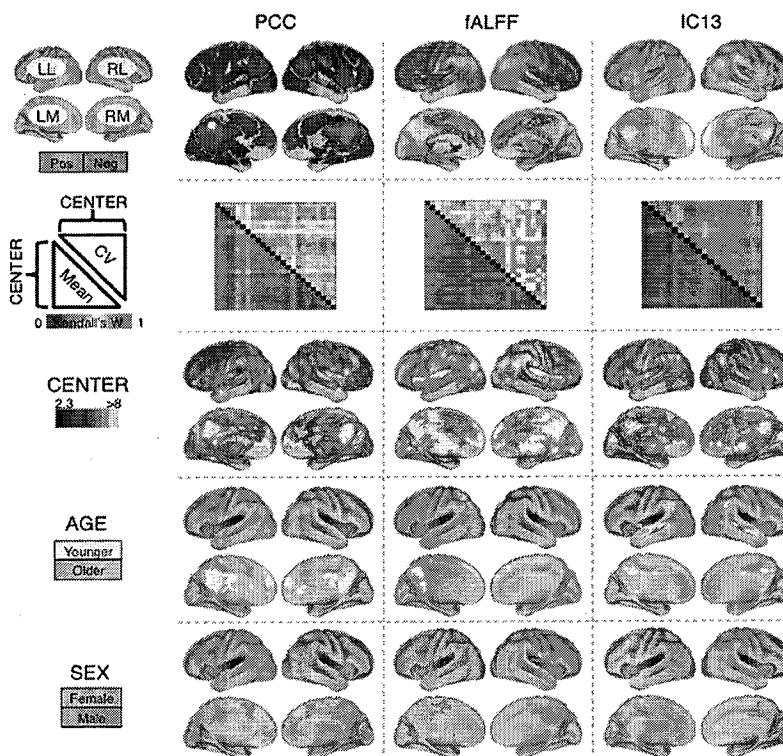 PCC fALFF IC13
LL RL
LM RM
Pos Neg
CENTER
CENTER
CV
Mean
0 Kendall's W 1
CENTER
2.3 >8
AGE
Younger
Older
SEX
Female
Male